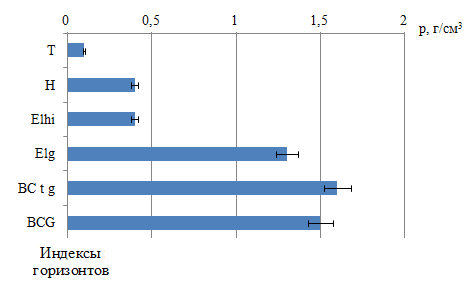 0 0,5 1 1,5 2
p, г/см³
T
H
Elhi
Elg
BC t g
BCG
Индексы
горизонтов